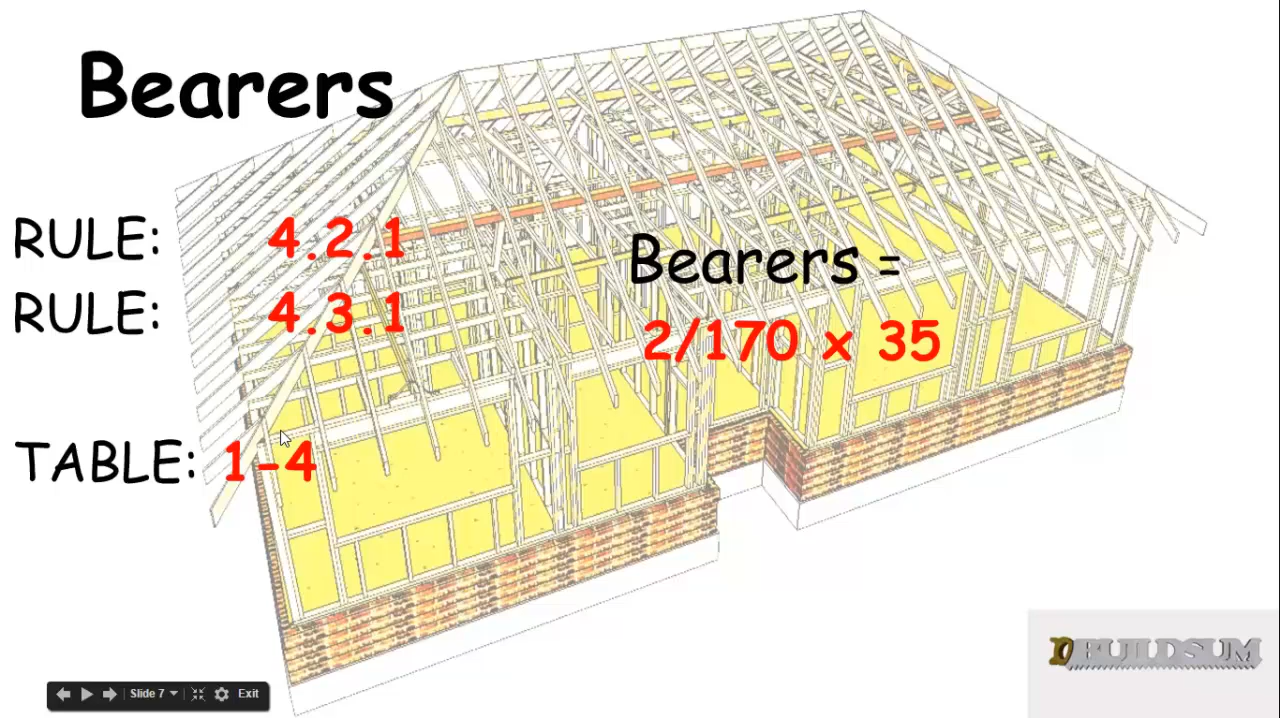 Bearers
RULE: 4.2.1
RULE: 4.3.1
TABLE: 1-4
Bearers =
2/170 x 35
BUILDSUM
Slide 7
Exit